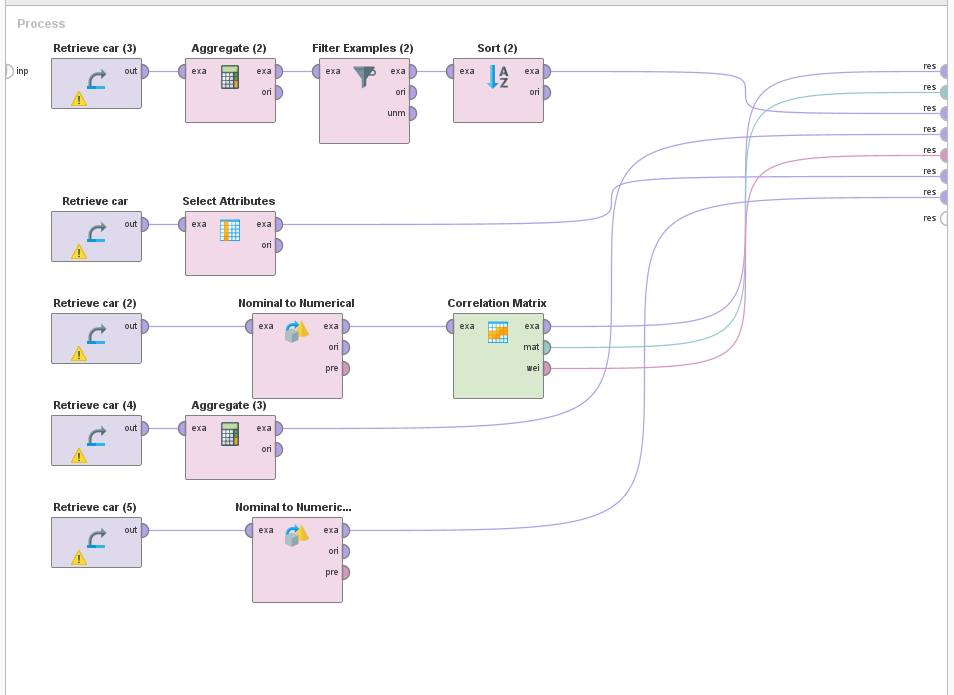 Process
Retrieve car (3) Aggregate (2) Filter Examples (2) Sort (2)
inp out exa exa exa exa exa exa res
ori ori ori res
unm res
res
res
Retrieve car Select Attributes res
out exa exa res
ori res
Retrieve car (2) Nominal to Numerical Correlation Matrix
out exa exa exa exa
ori mat
pre wei
Retrieve car (4) Aggregate (3)
out exa exa
ori
Retrieve car (5) Nominal to Numeric...
out exa exa
ori
pre